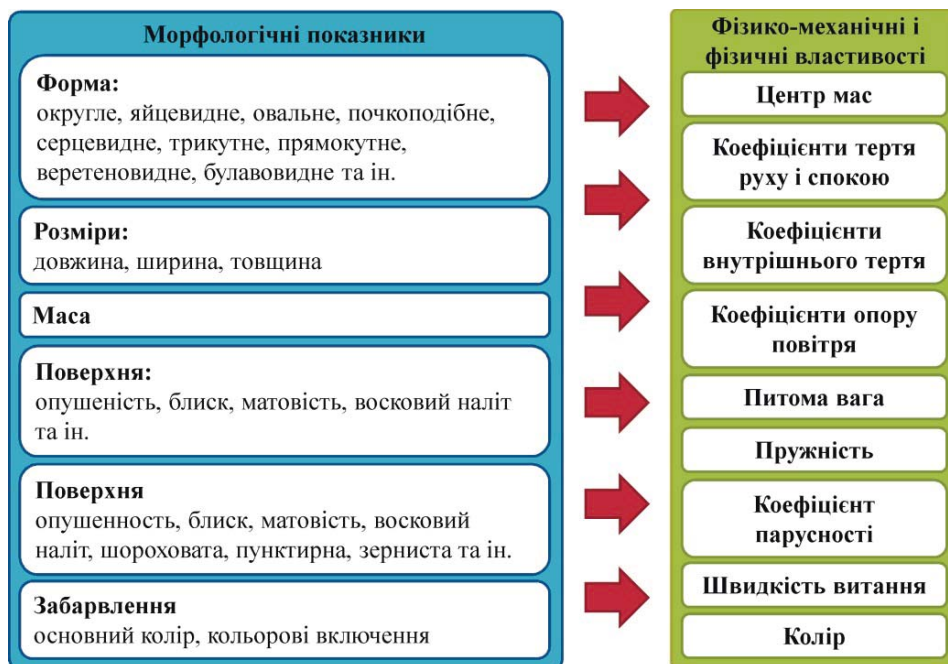 Морфологічні показники
Форма:
округле, яйцевидне, овальне, почкоподібне,
серцевидне, трикутне, прямокутне,
веретеновидне, булавовидне та ін.
Розміри:
довжина, ширина, товщина
Маса
Поверхня:
опушеність, блиск, матовість, восковий наліт
та ін.
Поверхня
опушенность, блиск, матовість, восковий
наліт, шороховата, пунктирна, зерниста та ін.
Забарвлення
основний колір, кольорові включення
Фізико-механічні і
фізичні властивості
Центр мас
Коефіцієнти тертя
руху і спокою
Коефіцієнти
внутрішнього тертя
Коефіцієнти опору
повітря
Питома вага
Пружність
Коефіцієнт
парусності
Швидкість витання
Колір